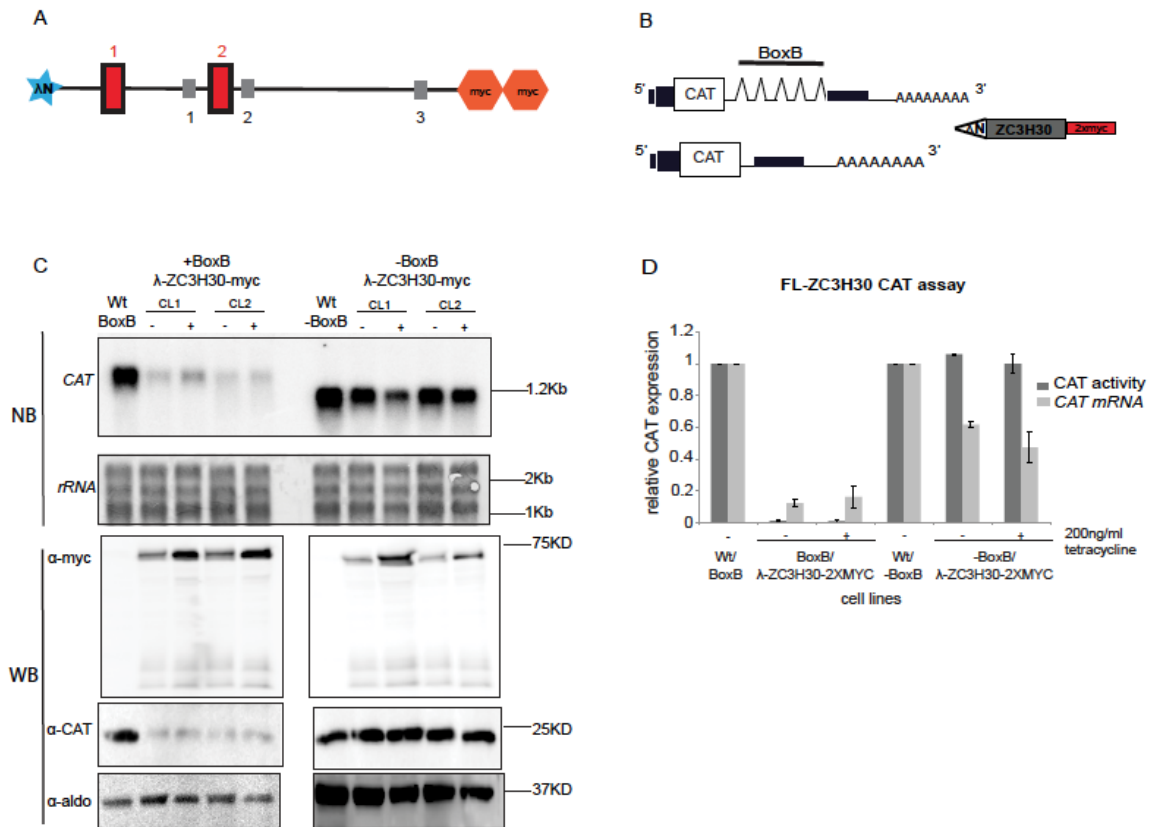 A
1
2
λN
myc
myc
1
2
3
B
BoxB
5'
CAT
AAAAAAAA
3'
λN
ZC3H30
2xmyc
5'
CAT
AAAAAAAA
3'
C
+BoxB
λ-ZC3H30-myc
-BoxB
λ-ZC3H30-myc
Wt
BoxB
CL1
CL2
Wt
-BoxB
CL1
CL2
- + - +
- + - +
NB
CAT
1.2Kb
rRNA
2Kb
1Kb
WB
α-myc
75KD
α-CAT
25KD
α-aldo
37KD
D
FL-ZC3H30 CAT assay
relative CAT expression
1.2
1
0.8
0.6
0.4
0.2
0
CAT activity
CAT mRNA
- - + - - +
200ng/ml
tetracycline
Wt/
BoxB
BoxB/
λ-ZC3H30-2XMYC
Wt/
-BoxB
-BoxB/
λ-ZC3H30-2XMYC
cell lines